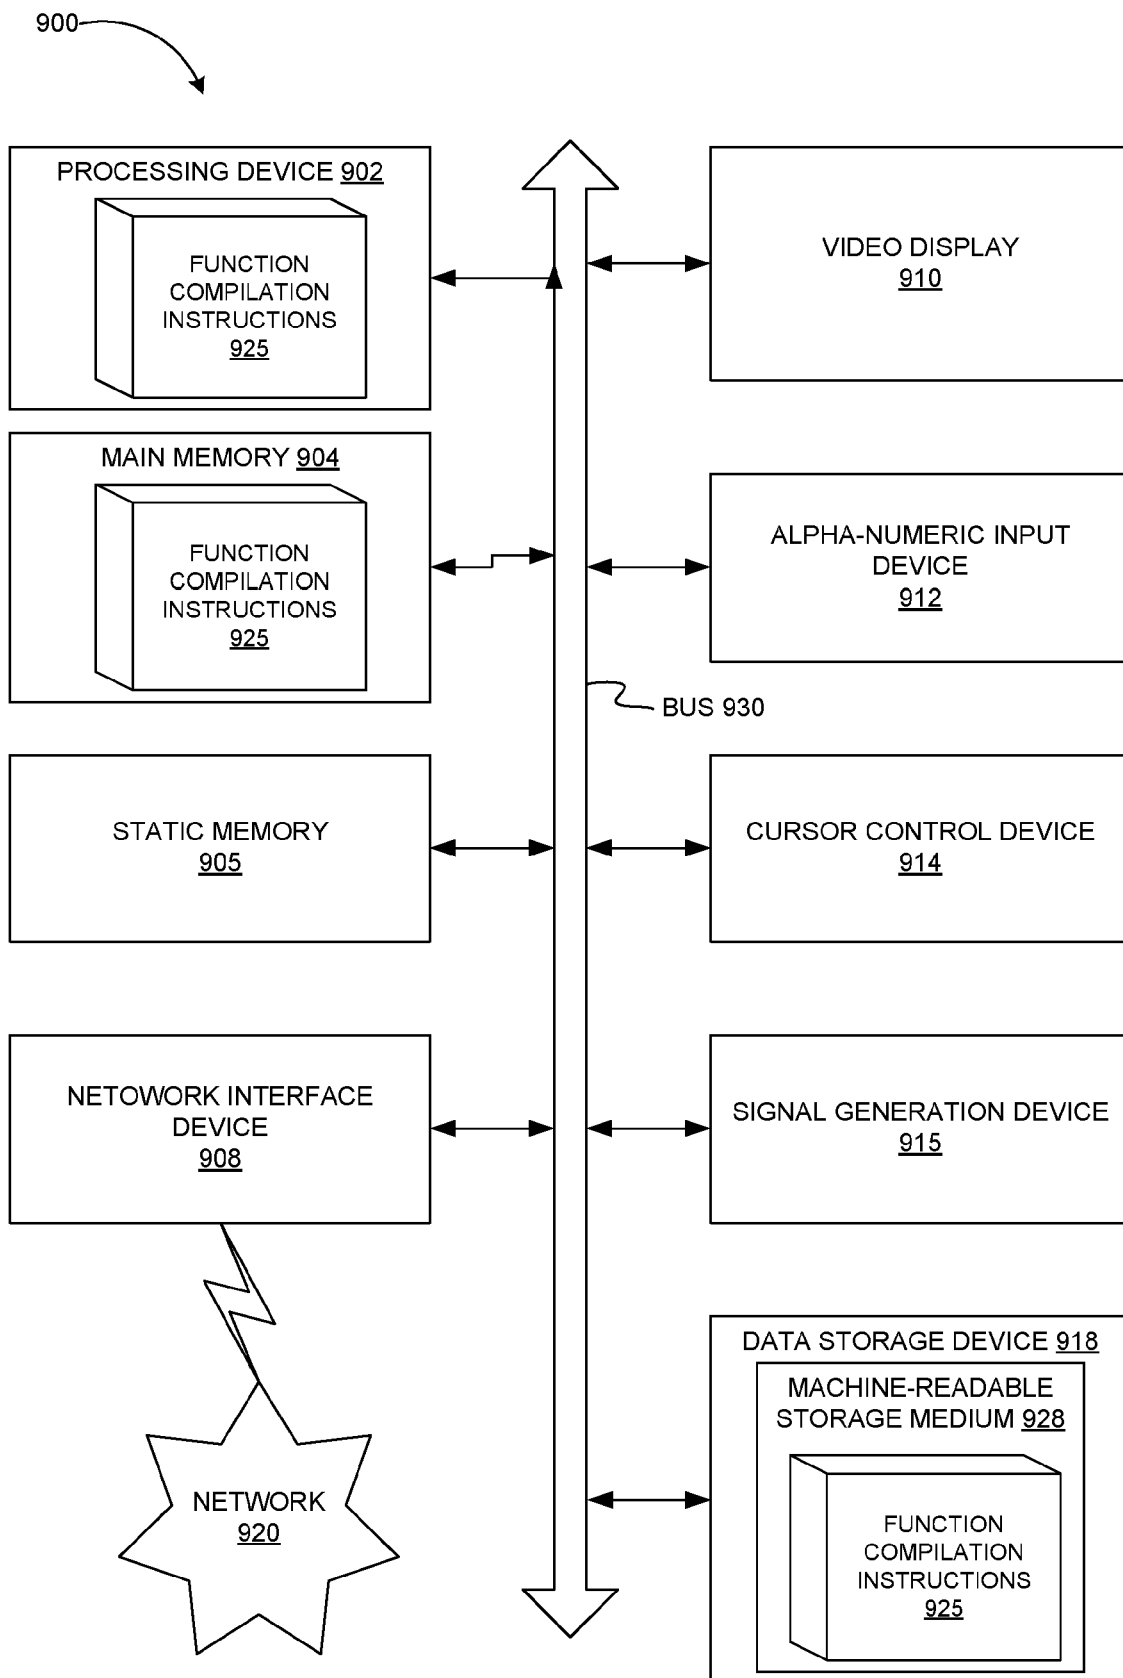 900
PROCESSING DEVICE 902
FUNCTION
COMPILATION
INSTRUCTIONS
925
VIDEO DISPLAY
910
MAIN MEMORY 904
FUNCTION
COMPILATION
INSTRUCTIONS
925
ALPHA-NUMERIC INPUT
DEVICE
912
BUS 930
STATIC MEMORY
905
CURSOR CONTROL DEVICE
914
NETOWORK INTERFACE
DEVICE
908
SIGNAL GENERATION DEVICE
915
DATA STORAGE DEVICE 918
MACHINE-READABLE
STORAGE MEDIUM 928
FUNCTION
COMPILATION
INSTRUCTIONS
925
NETWORK
920